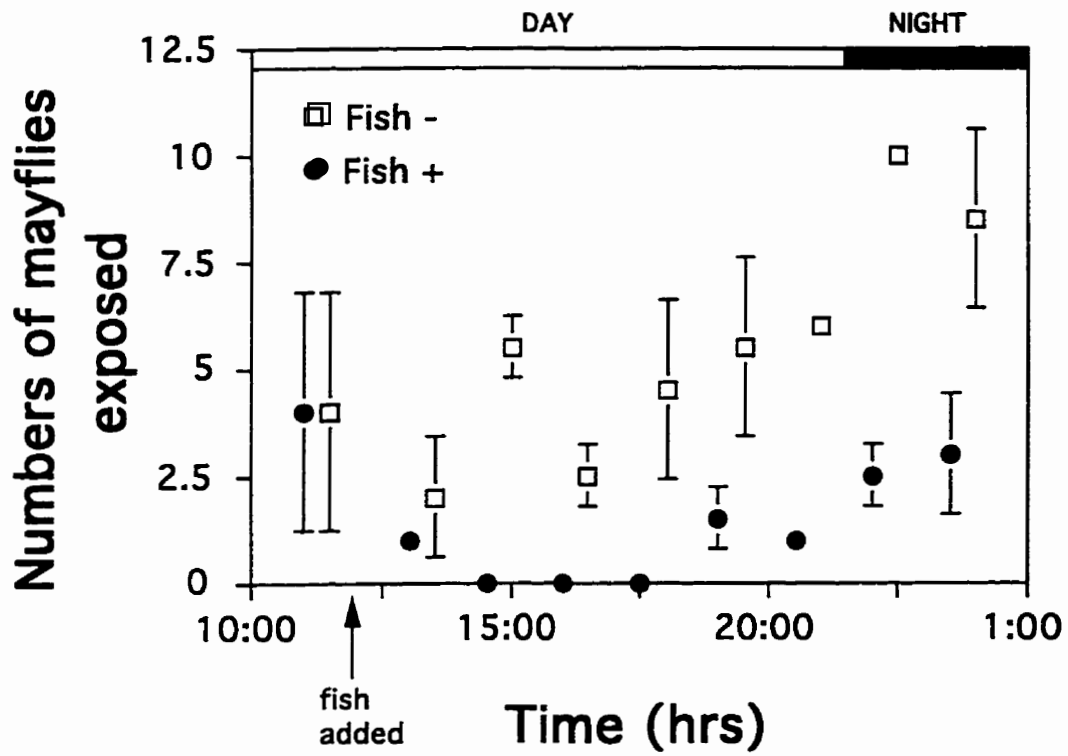 DAY
NIGHT
12.5
10
7.5
5
2.5
0
Numbers of mayflies
exposed
Fish -
Fish +
10:00
15:00
20:00
1:00
fish
added
Time (hrs)